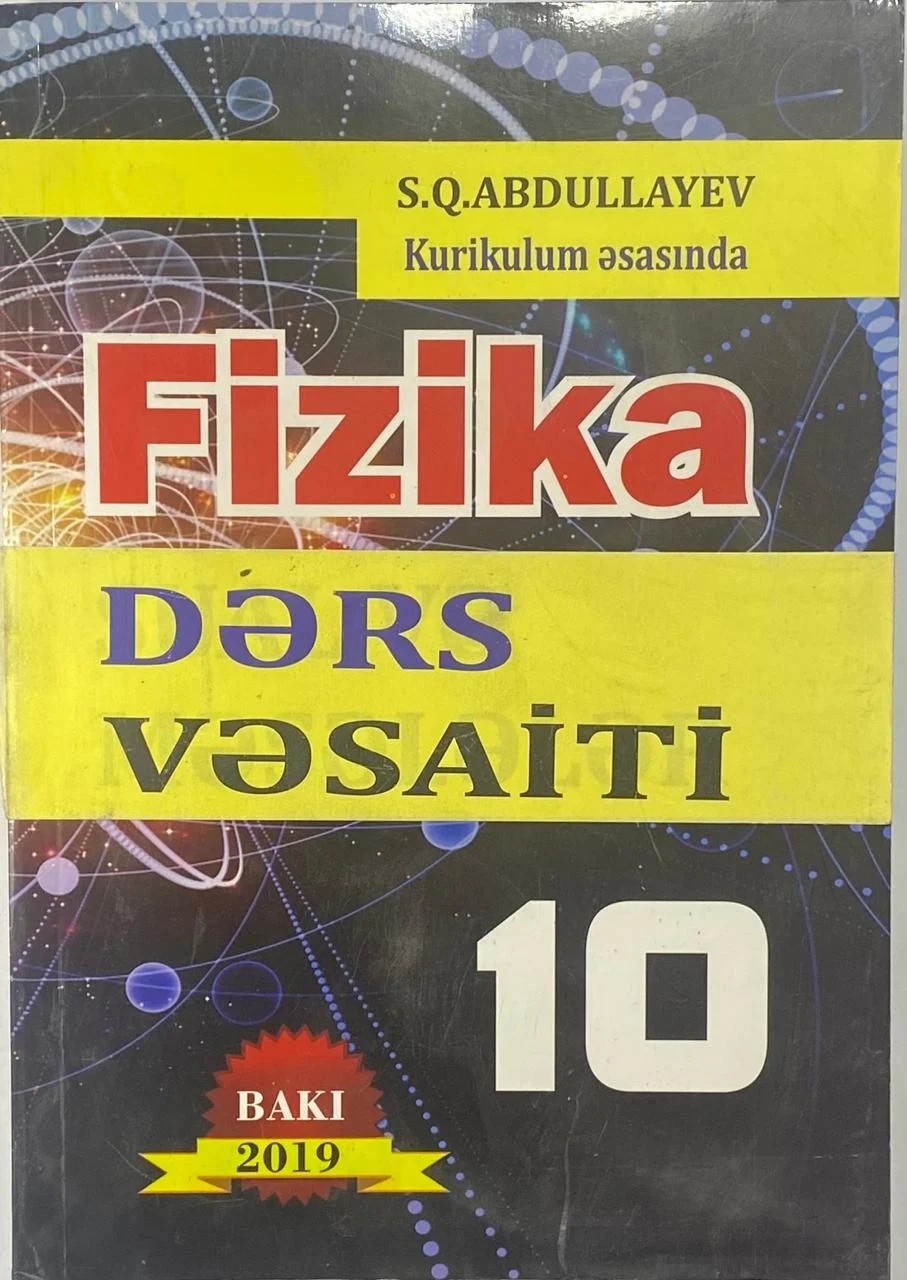 S.Q.ABDULLAYEV
Kurikulum əsasında
Fizika
DƏRS
VƏSAİTİ
10
BAKI
2019